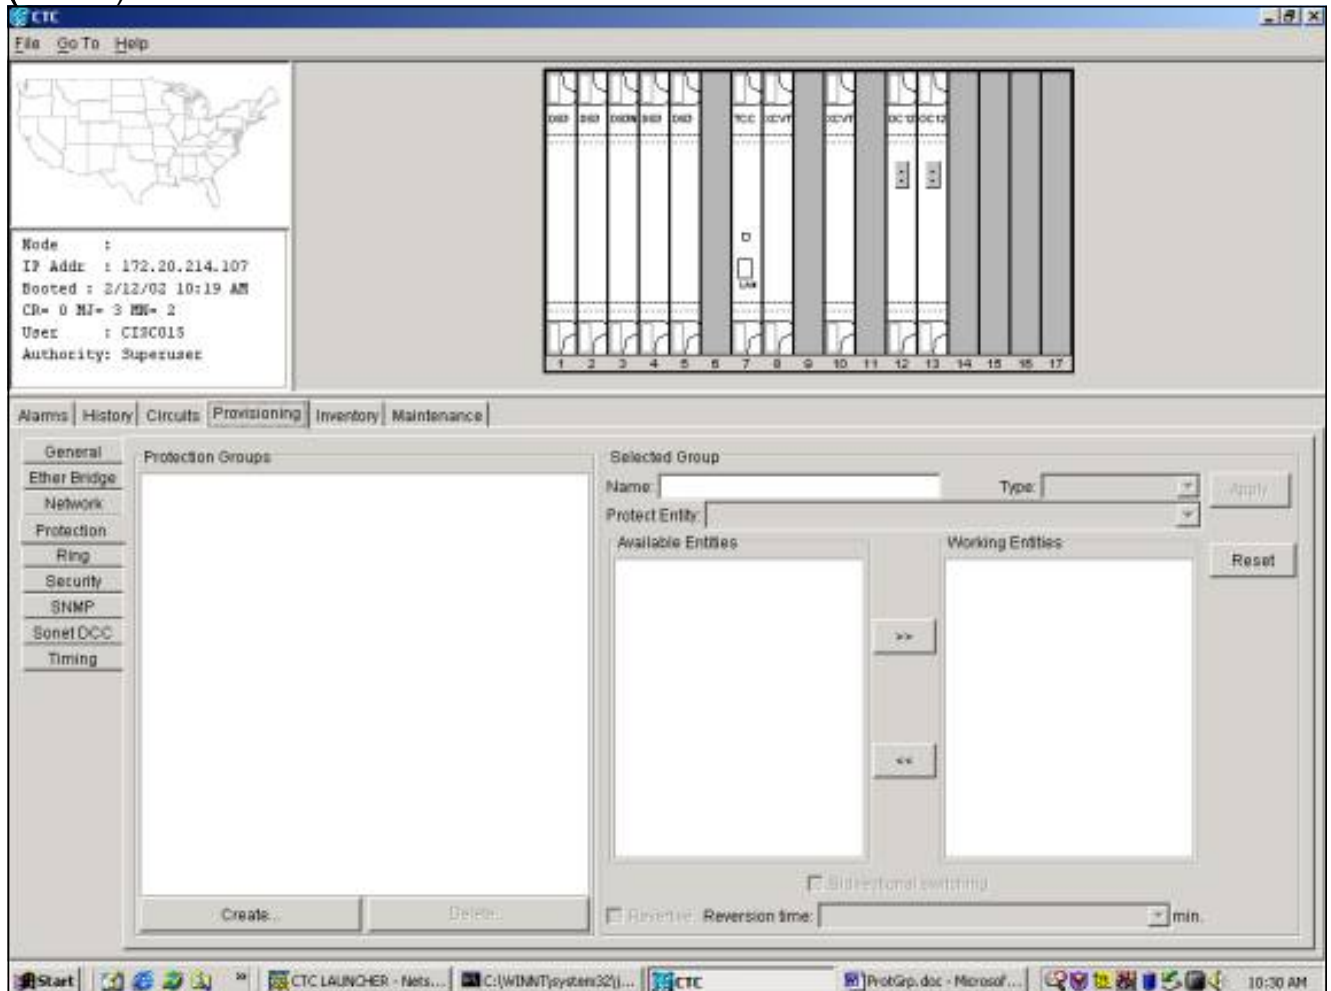 CTC
File Go To Help
DS3 DS3 DS3N DS3 DS3 TCC XCVT XCVT OC12 OC12
LAN
1 2 3 4 5 6 7 8 9 10 11 12 13 14 15 16 17
Node :
IP Addr : 172.20.214.107
Booted : 2/12/02 10:19 AM
CR= 0 MJ= 3 MN= 2
User : CISCO15
Authority: Superuser
Alarms History Circuits Provisioning Inventory Maintenance
General
Ether Bridge
Network
Protection
Ring
Security
SNMP
Sonet DCC
Timing
Protection Groups
Create...
Delete...
Selected Group
Name:
Type:
Apply
Protect Entity:
Available Entities
Working Entities
Reset
>>
<<
Bidirectional switching
Revertive Reversion time: min.
Start
CTC LAUNCHER - Nets...
C:\WINNT\system32\j...
CTC
ProtGrp.doc - Microsof...
10:30 AM